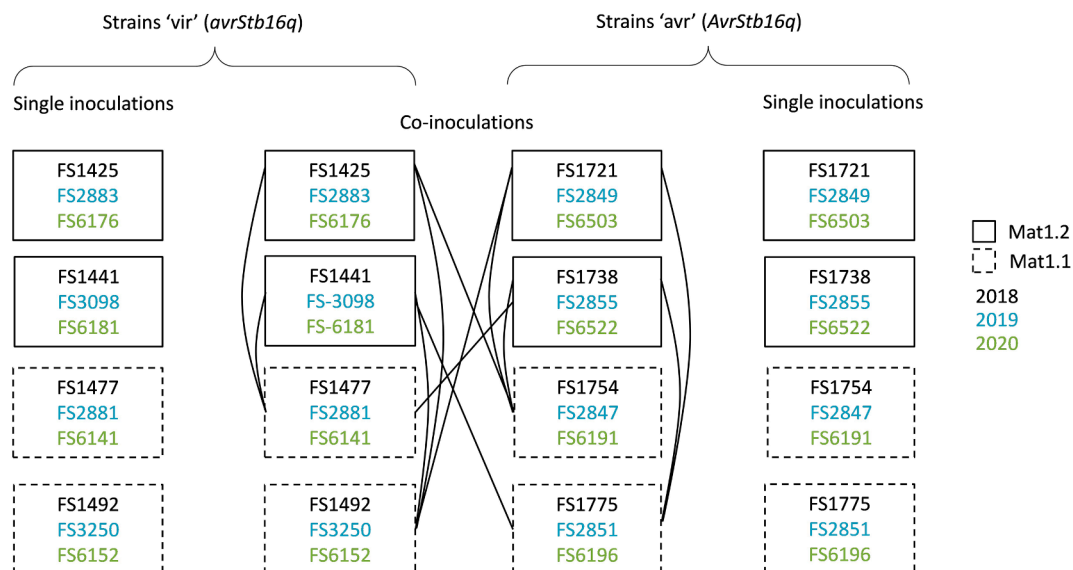 Strains ‘vir’ (avrStb16q)
Strains ‘avr’ (AvrStb16q)
Single inoculations
Co-inoculations
Single inoculations
FS1425
FS2883
FS6176
FS1425
FS2883
FS6176
FS1721
FS2849
FS6503
FS1721
FS2849
FS6503
FS1441
FS3098
FS6181
FS1441
FS-3098
FS-6181
FS1738
FS2855
FS6522
FS1738
FS2855
FS6522
FS1477
FS2881
FS6141
FS1477
FS2881
FS6141
FS1754
FS2847
FS6191
FS1754
FS2847
FS6191
FS1492
FS3250
FS6152
FS1492
FS3250
FS6152
FS1775
FS2851
FS6196
FS1775
FS2851
FS6196
Mat1.2
Mat1.1
2018
2019
2020